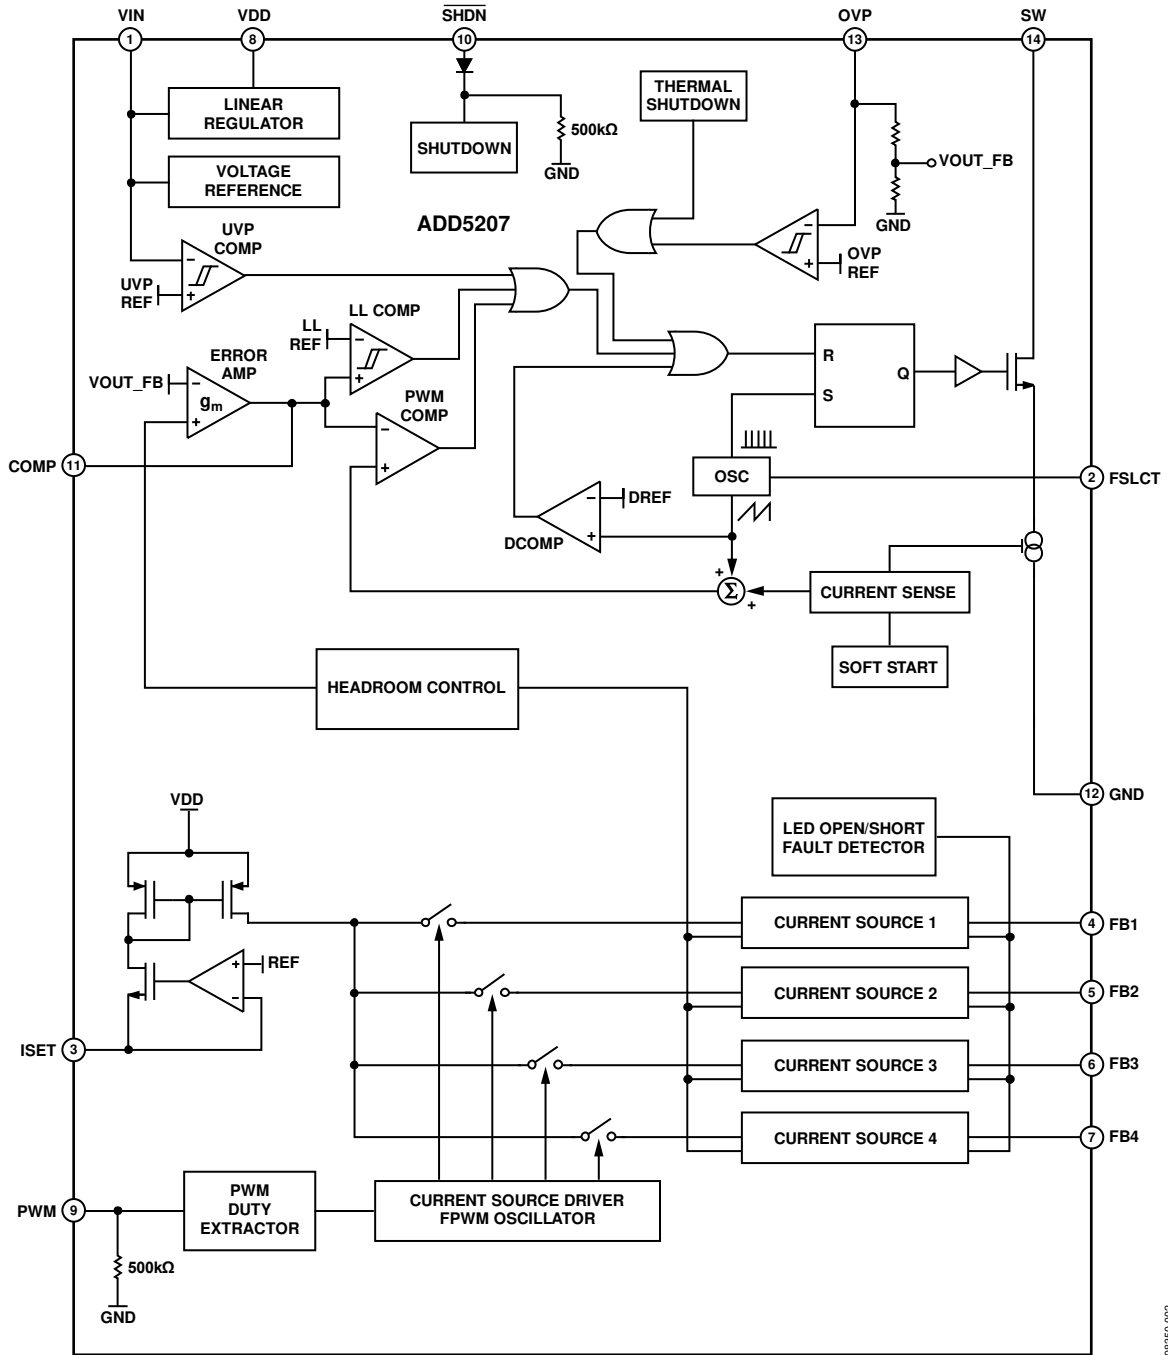 VIN
VDD
SHDN
OVP
SW
1
8
10
13
14
LINEAR
REGULATOR
VOLTAGE
REFERENCE
SHUTDOWN
500kΩ
GND
THERMAL
SHUTDOWN
VOUT_FB
GND
ADD5207
UVP
COMP
–
+
UVP
REF
–
+
OVP
REF
LL COMP
LL
REF
–
+
ERROR
AMP
VOUT_FB
–
gm
+
PWM
COMP
–
+
R
S
Q
COMP
11
OSC
2
FSLCT
–
DREF
+
DCOMP
+
Σ
+
CURRENT SENSE
SOFT START
HEADROOM CONTROL
12
GND
VDD
LED OPEN/SHORT
FAULT DETECTOR
CURRENT SOURCE 1
4
FB1
+
REF
–
CURRENT SOURCE 2
5
FB2
ISET
3
CURRENT SOURCE 3
6
FB3
CURRENT SOURCE 4
7
FB4
PWM
9
PWM
DUTY
EXTRACTOR
CURRENT SOURCE DRIVER
FPWM OSCILLATOR
500kΩ
GND